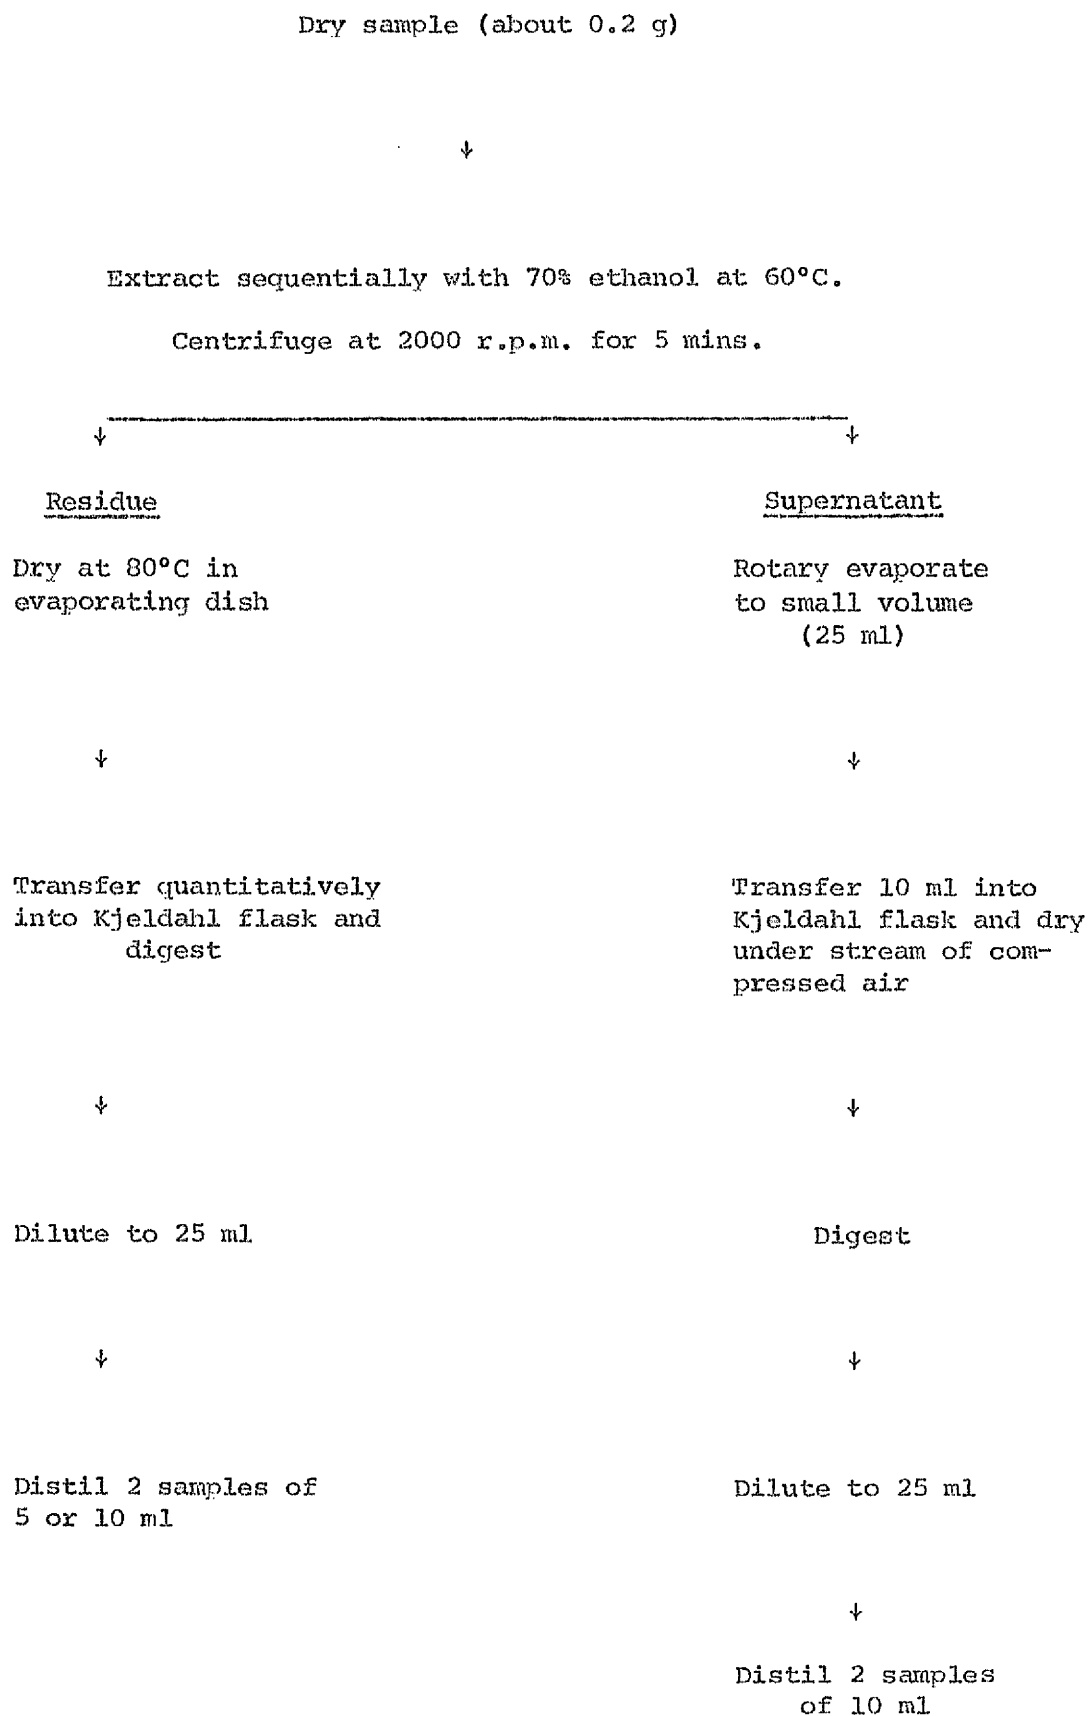 Dry sample (about 0.2 g)
↓
Extract sequentially with 70% ethanol at 60°C.
Centrifuge at 2000 r.p.m. for 5 mins.
↓
↓
Residue
Dry at 80°C in
evaporating dish
↓
Transfer quantitatively
into Kjeldahl flask and
digest
↓
Dilute to 25 ml
↓
Distil 2 samples of
5 or 10 ml
Supernatant
Rotary evaporate
to small volume
(25 ml)
↓
Transfer 10 ml into
Kjeldahl flask and dry
under stream of com-
pressed air
↓
Digest
↓
Dilute to 25 ml
↓
Distil 2 samples
of 10 ml